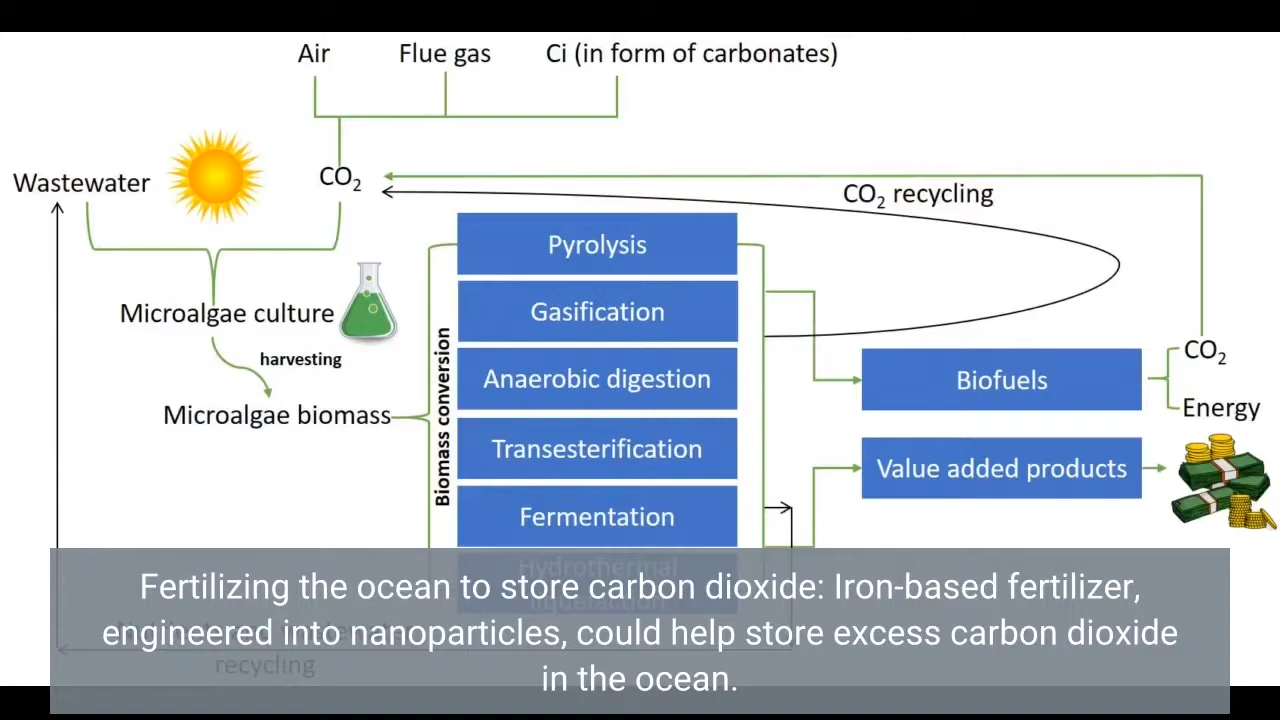 Air
Flue gas
Ci (in form of carbonates)
Wastewater
CO₂
CO₂ recycling
Pyrolysis
Gasification
Microalgae culture
harvesting
Anaerobic digestion
Biofuels
CO₂
Energy
Microalgae biomass
Biomass conversion
Transesterification
Value added products
Fermentation
Hydrothermal
liquefaction
recycling
Fertilizing the ocean to store carbon dioxide: Iron-based fertilizer,
engineered into nanoparticles, could help store excess carbon dioxide
in the ocean.